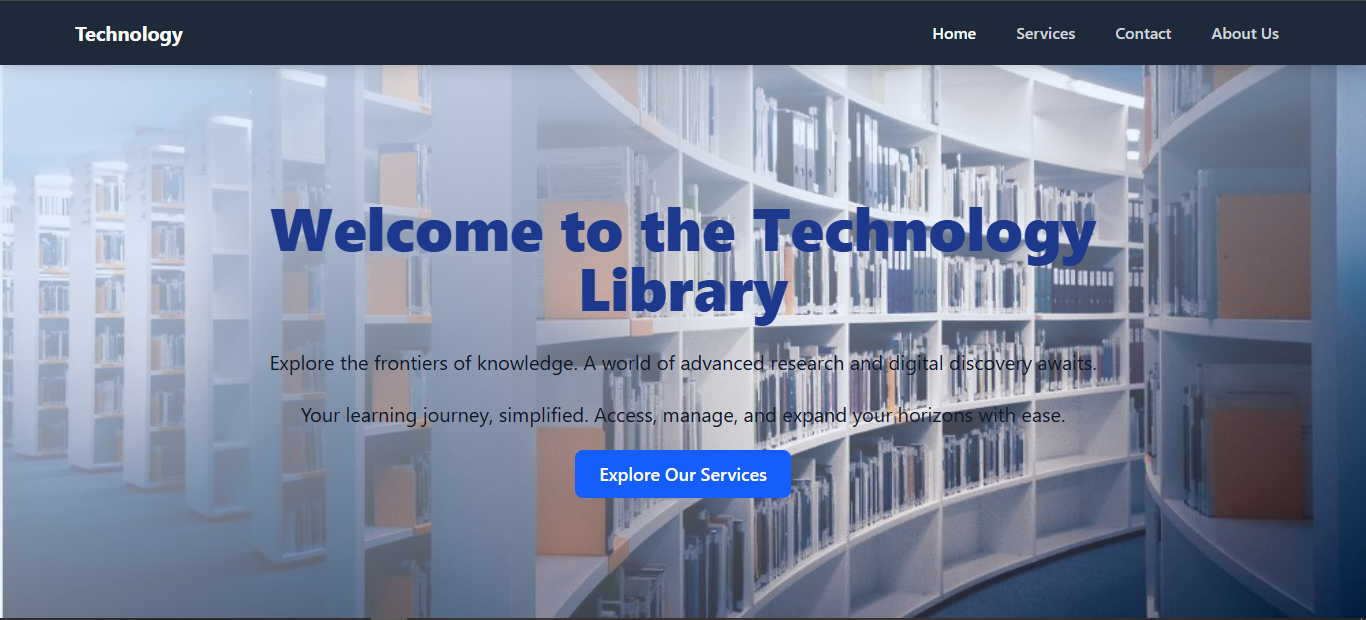 Technology
Home
Services
Contact
About Us
Welcome to the Technology
Library
Explore the frontiers of knowledge. A world of advanced research and digital discovery awaits.
Your learning journey, simplified. Access, manage, and expand your horizons with ease.
Explore Our Services